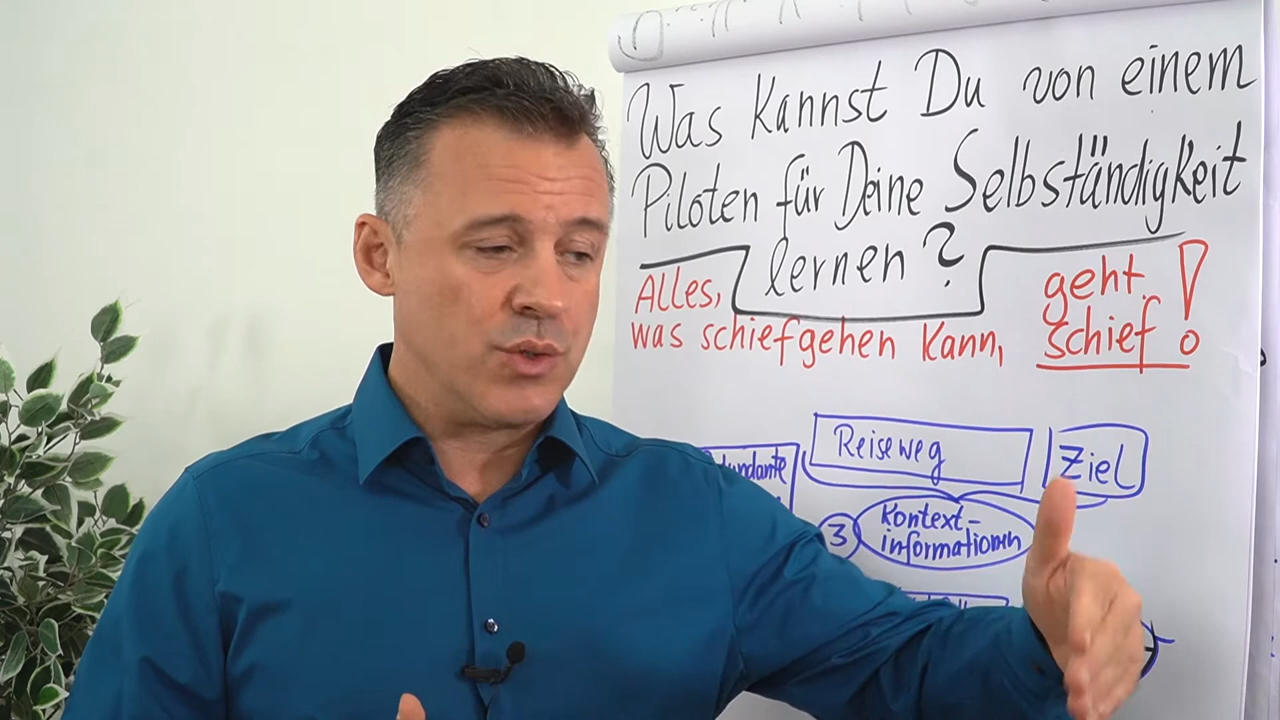 Was kannst Du von einem
Piloten für Deine Selbständigkeit
lernen?
Alles, geht
was schiefgehen kann, schief!
Reiseweg
Ziel
3
Kontext-
informationen